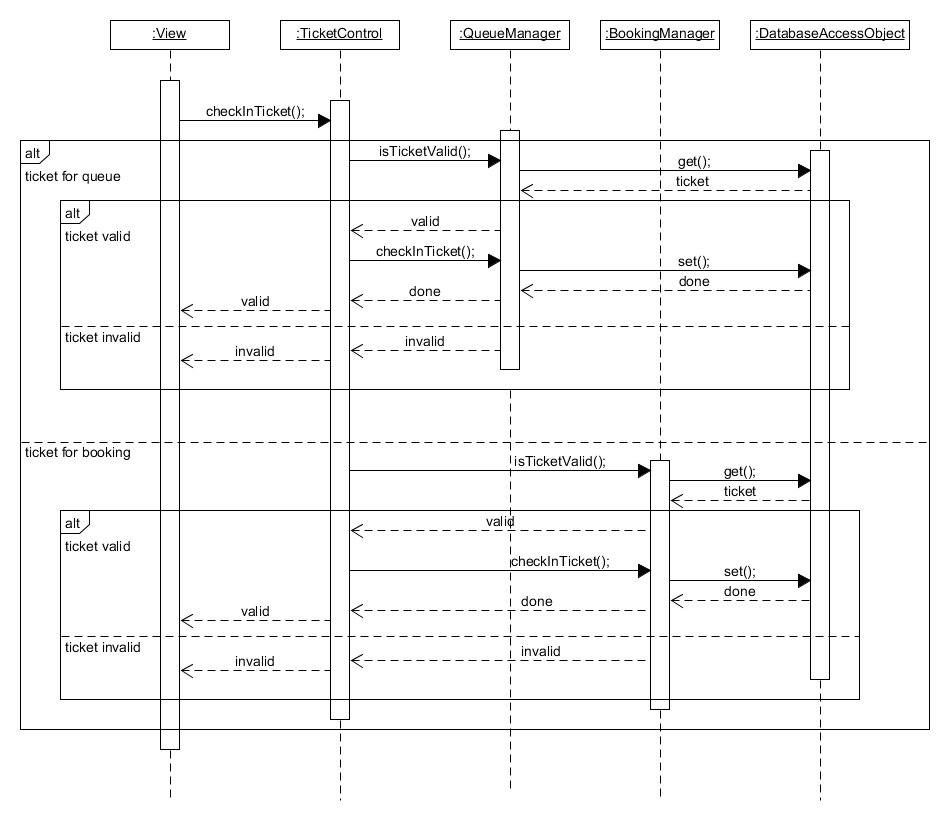 :View
:TicketControl
:QueueManager
:BookingManager
:DatabaseAccessObject
checkInTicket();
alt
isTicketValid();
get();
ticket for queue
ticket
alt
valid
ticket valid
checkInTicket();
set();
done
done
valid
ticket invalid
invalid
invalid
ticket for booking
isTicketValid();
get();
ticket
alt
valid
ticket valid
checkInTicket();
set();
done
done
valid
ticket invalid
invalid
invalid